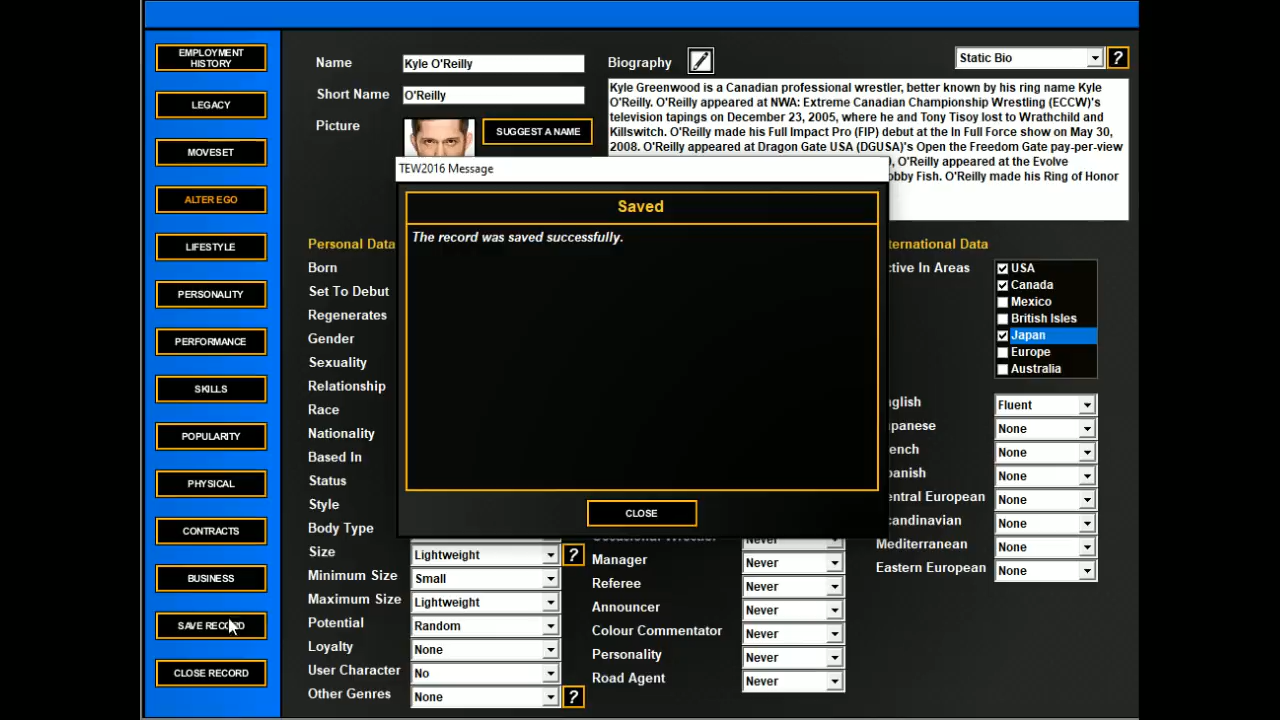 EMPLOYMENT
HISTORY
LEGACY
MOVESET
ALTER EGO
LIFESTYLE
PERSONALITY
PERFORMANCE
SKILLS
POPULARITY
PHYSICAL
CONTRACTS
BUSINESS
SAVE RECORD
CLOSE RECORD
Name
Kyle O'Reilly
Short Name
O'Reilly
Picture
SUGGEST A NAME
Biography
Static Bio
?
Kyle Greenwood is a Canadian professional wrestler, better known by his ring name Kyle
O'Reilly. O'Reilly appeared at NWA: Extreme Canadian Championship Wrestling (ECCW)'s
television tapings on December 23, 2005, where he and Tony Tisoy lost to Wrathchild and
Killswitch. O'Reilly made his Full Impact Pro (FIP) debut at the In Full Force show on May 30,
2008. O'Reilly appeared at Dragon Gate USA (DGUSA)'s Open the Freedom Gate pay-per-view
, O'Reilly appeared at the Evolve
obby Fish. O'Reilly made his Ring of Honor
TEW2016 Message
Saved
The record was saved successfully.
CLOSE
Personal Data
Born
Set To Debut
Regenerates
Gender
Sexuality
Relationship
Race
Nationality
Based In
Status
Style
Body Type
Size
Lightweight
?
Minimum Size
Small
Maximum Size
Lightweight
Potential
Random
Loyalty
None
User Character
No
Other Genres
None
?
Never
Manager
Never
Referee
Never
Announcer
Never
Colour Commentator
Never
Personality
Never
Road Agent
Never
ternational Data
ctive In Areas
USA
Canada
Mexico
British Isles
Japan
Europe
Australia
nglish
Fluent
apanese
None
ench
None
panish
None
entral European
None
candinavian
None
Mediterranean
None
Eastern European
None